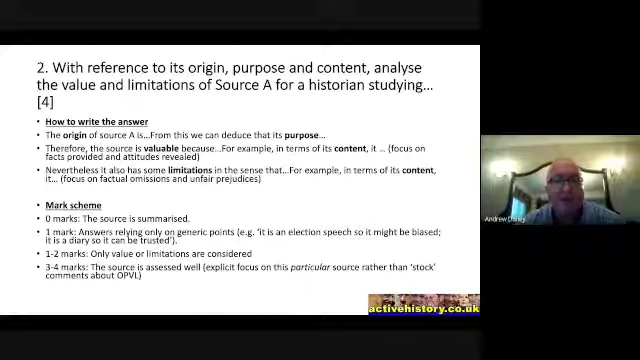 2. With reference to its origin, purpose and content, analyse
the value and limitations of Source A for a historian studying...
[4]
• How to write the answer
• The origin of source A is...From this we can deduce that its purpose...
• Therefore, the source is valuable because...For example, in terms of its content, it ... (focus on
facts provided and attitudes revealed)
• Nevertheless it also has some limitations in the sense that...For example, in terms of its content,
it... (focus on factual omissions and unfair prejudices)
• Mark scheme
• 0 marks: The source is summarised.
• 1 mark: Answers relying only on generic points (e.g. 'it is an election speech so it might be biased;
it is a diary so it can be trusted').
• 1-2 marks: Only value or limitations are considered
• 3-4 marks: The source is assessed well (explicit focus on this particular source rather than 'stock'
comments about OPVL)
Andrew
activehistory.co.uk